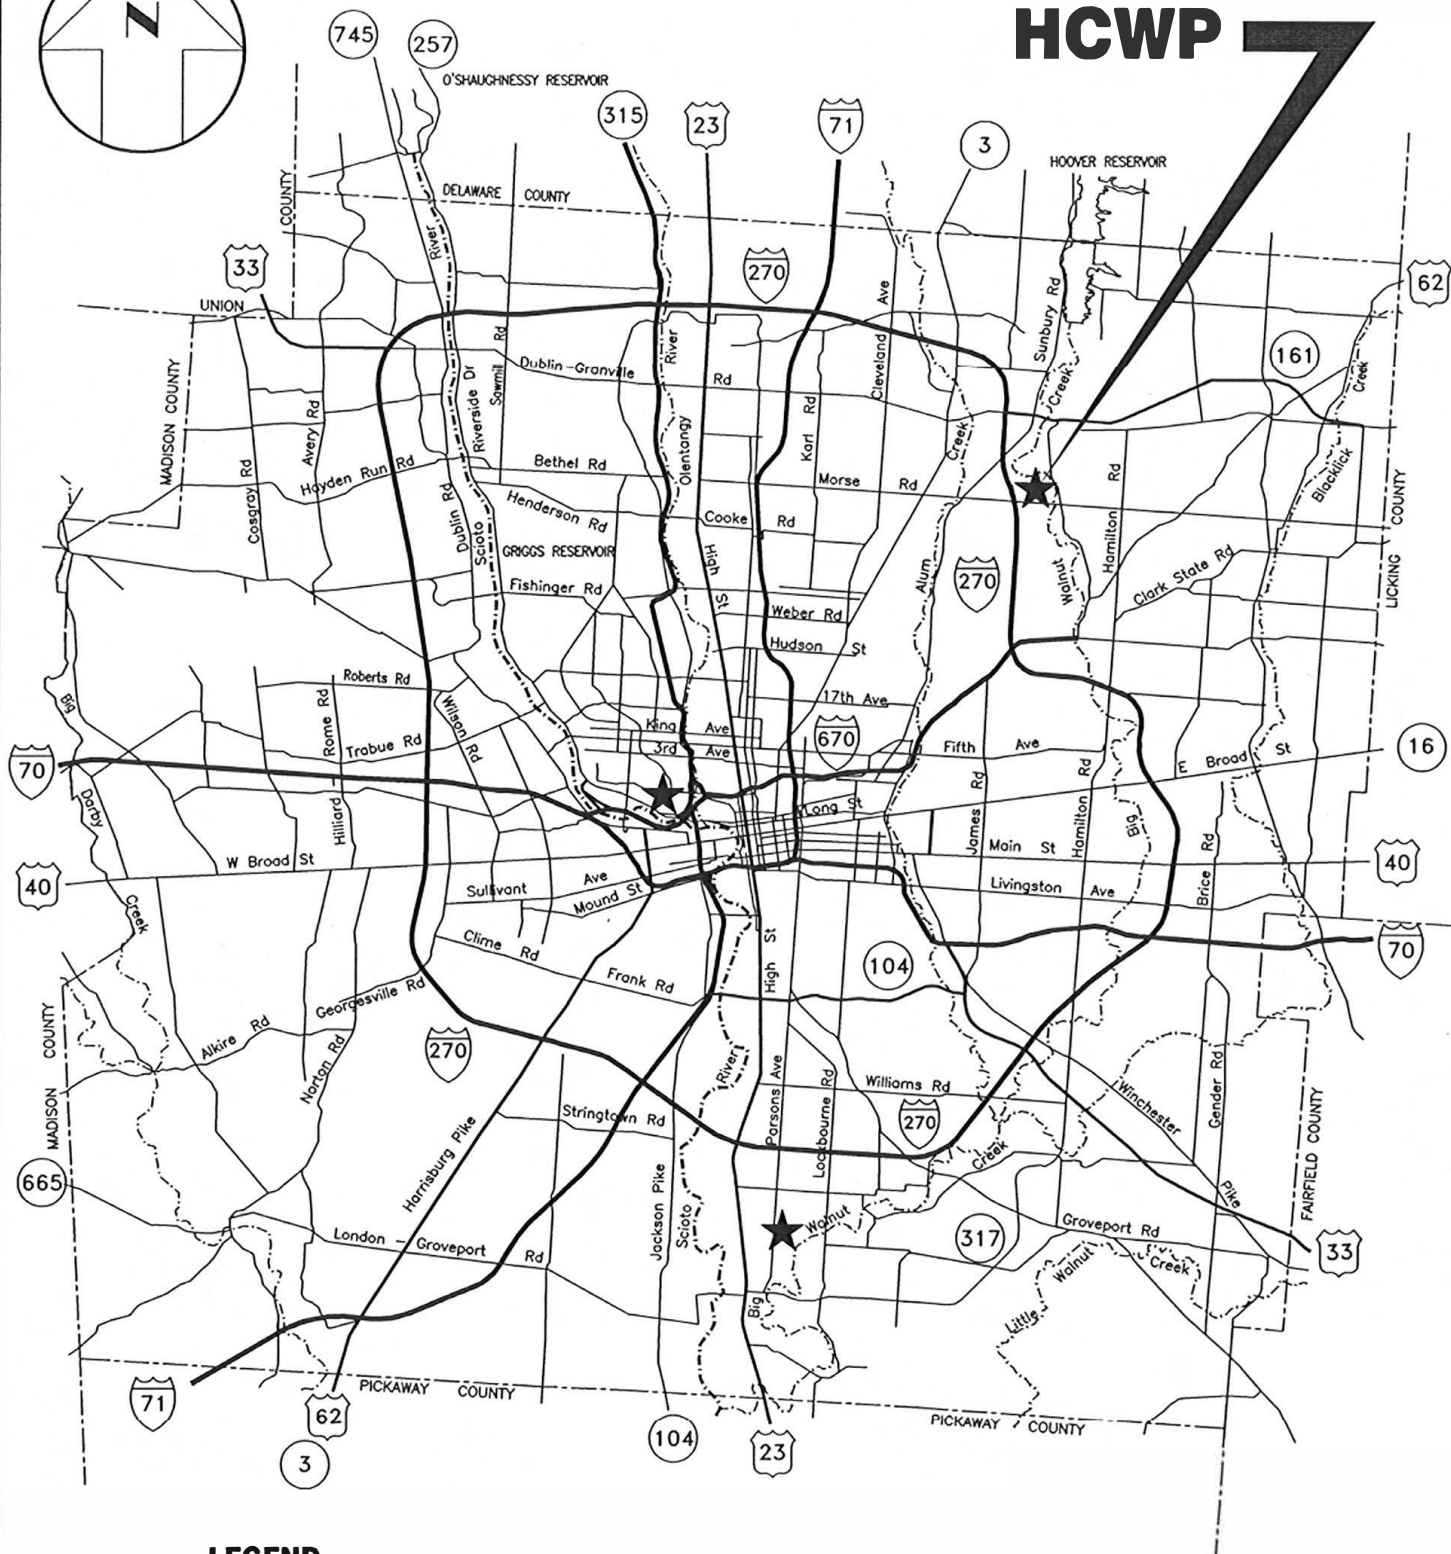 N
HCWP
745
257
O'SHAUGHNESSY RESERVOIR
315
23
71
3
HOOVER RESERVOIR
DELAWARE COUNTY
COUNTY
River
33
270
62
UNION
Sunbury Rd
Cleveland Ave
161
MADISON COUNTY
Rd
Sawmill
Riverside Dr
River
Dublin-Granville
Rd
Creek
Creek
Avery Rd
Karl Rd
Olentangy
Creek
Cosgray Rd
Hayden Run Rd
Bethel Rd
Morse Rd
Rd
Blacklick
COUNTY
LICKING
Dublin Rd
Scioto
Henderson Rd
Cooke Rd
Hamilton
GRIGGS RESERVOIR
High St
Alum
270
Walnut
Clark State Rd
Fishinger Rd
Weber Rd
Hudson St
Roberts Rd
Big
Rome Rd
Wilson Rd
17th Ave
King Ave
3rd Ave
670
Trabue Rd
Fifth Ave
16
E Broad St
70
Darby
Hilliard
Long St
James Rd
Hamilton Rd
Big
W Broad St
Main St
40
40
Sullivant Ave
Mound St
Livingston Ave
Brice Rd
Creek
Clime Rd
High St
104
70
Frank Rd
Georgesville Rd
Alkire Rd
MADISON COUNTY
270
Norton Rd
River
Parsons Ave
Lockbourne Rd
Williams Rd
Gender Rd
Winchester
Pike
270
Stringtown Rd
Harrisburg Pike
Creek
FAIRFIELD COUNTY
665
Jackson Pike
Scioto
Walnut
317
Groveport Rd
33
London - Groveport Rd
Walnut
Creek
Big
Little
71
PICKAWAY COUNTY
62
PICKAWAY COUNTY
3
104
23
LEGEND